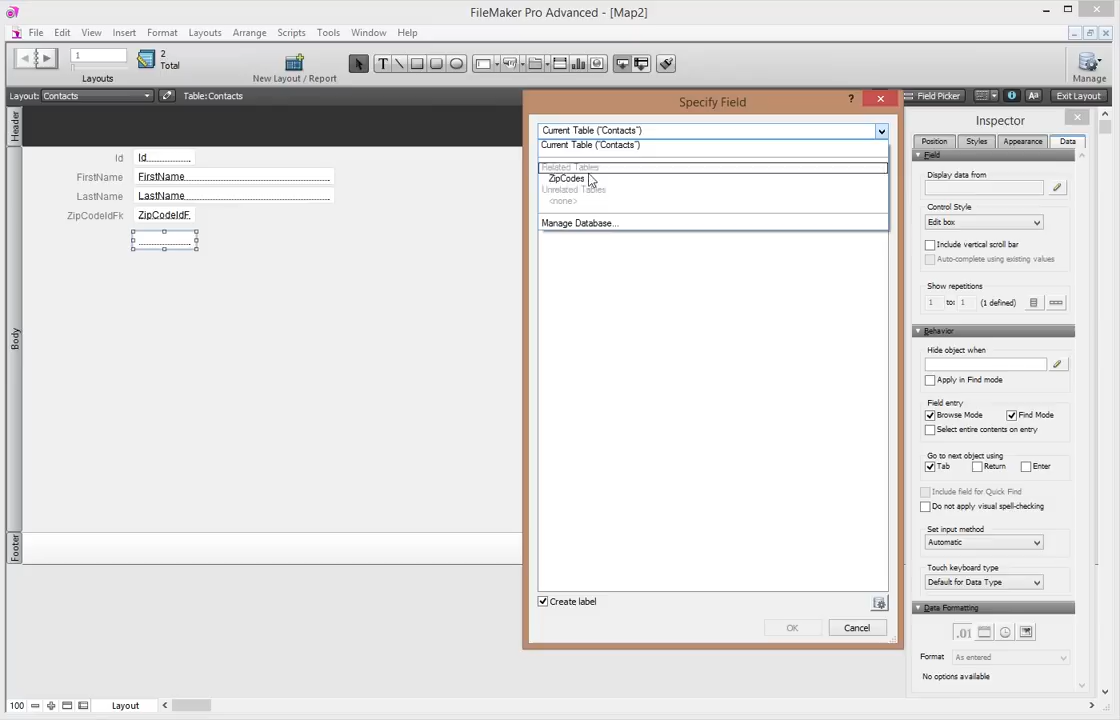 FileMaker Pro Advanced - [Map2]
File Edit View Insert Format Layouts Arrange Scripts Tools Window Help
1
2
Total
Layouts
New Layout / Report
Manage
Layout: Contacts
Table: Contacts
Field Picker
Aa
Exit Layout
Header
Body
Footer
Id
Id
FirstName
FirstName
LastName
LastName
ZipCodeIdFk
ZipCodeIdF
Specify Field
?
Current Table ("Contacts")
Current Table ("Contacts")
Related Tables
ZipCodes
Unrelated Tables
<none>
Manage Database...
Create label
OK
Cancel
Inspector
Position Styles Appearance Data
Field
Display data from
Control Style
Edit box
Include vertical scroll bar
Auto-complete using existing values
Show repetitions
1 to: 1 (1 defined)
Behavior
Hide object when
Apply in Find mode
Field entry
Browse Mode Find Mode
Select entire contents on entry
Go to next object using
Tab Return Enter
Include field for Quick Find
Do not apply visual spell-checking
Set input method
Automatic
Touch keyboard type
Default for Data Type
Data Formatting
.01
Format As entered
No options available
100
Layout